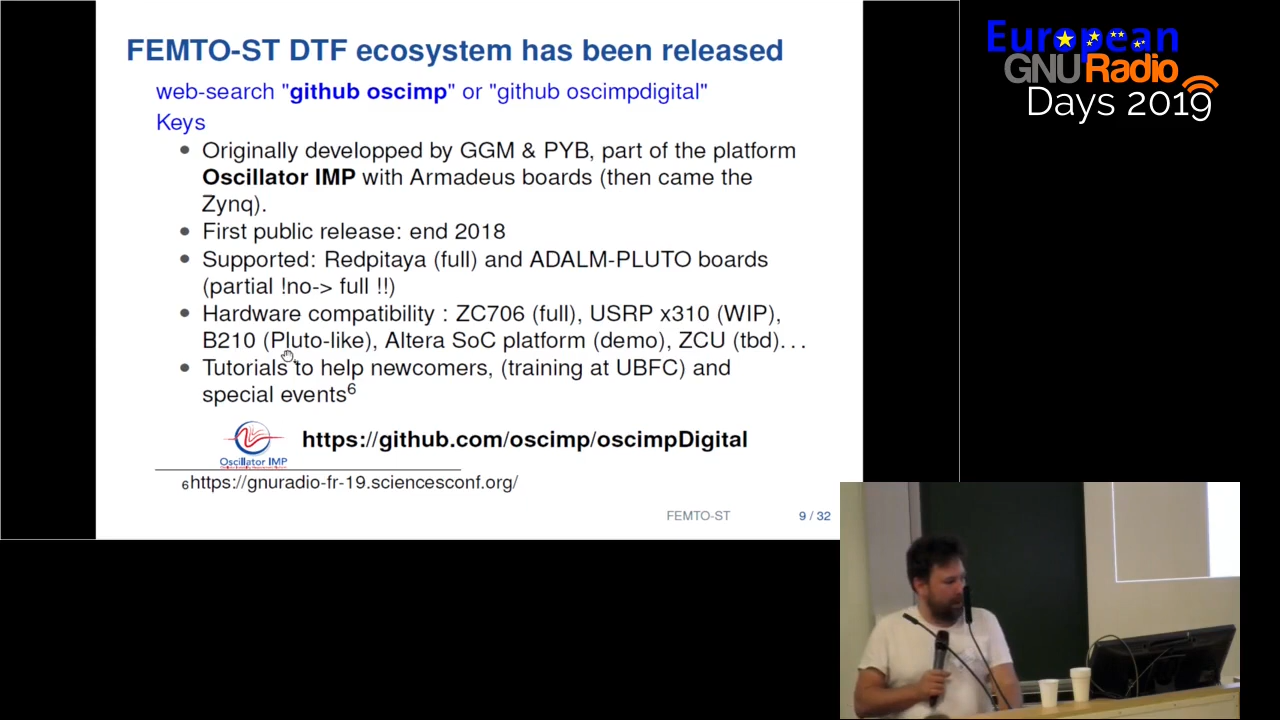 FEMTO-ST DTF ecosystem has been released
web-search "github oscimp" or "github oscimpdigital"
Keys
Originally developped by GGM & PYB, part of the platform
Oscillator IMP with Armadeus boards (then came the
Zynq).
First public release: end 2018
Supported: Redpitaya (full) and ADALM-PLUTO boards
(partial !no-> full !!)
Hardware compatibility : ZC706 (full), USRP x310 (WIP),
B210 (Pluto-like), Altera SoC platform (demo), ZCU (tbd)...
Tutorials to help newcomers, (training at UBFC) and
special events6
Oscillator IMP
https://github.com/oscimp/oscimpDigital
6https://gnuradio-fr-19.sciencesconf.org/
FEMTO-ST 9 / 32
European
GNURadio
Days 2019